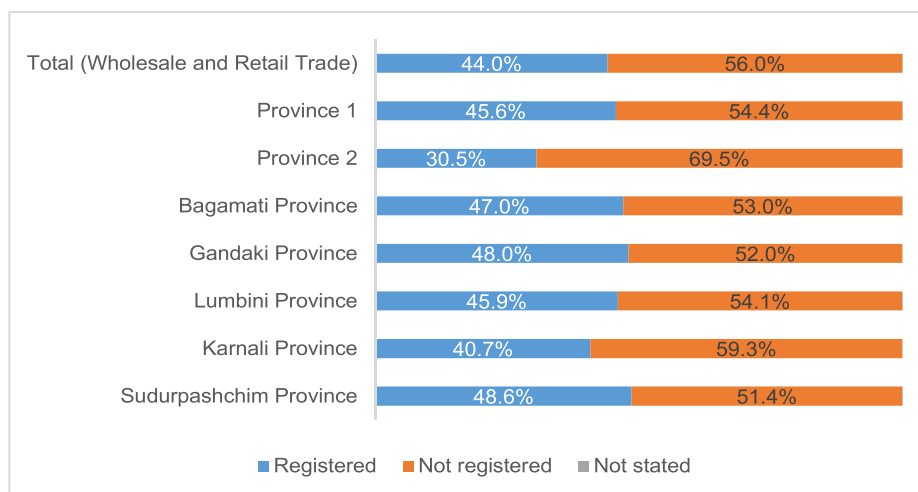 Total (Wholesale and Retail Trade) 44.0% 56.0%
Province 1 45.6% 54.4%
Province 2 30.5% 69.5%
Bagamati Province 47.0% 53.0%
Gandaki Province 48.0% 52.0%
Lumbini Province 45.9% 54.1%
Karnali Province 40.7% 59.3%
Sudurpashchim Province 48.6% 51.4%
Registered Not registered Not stated